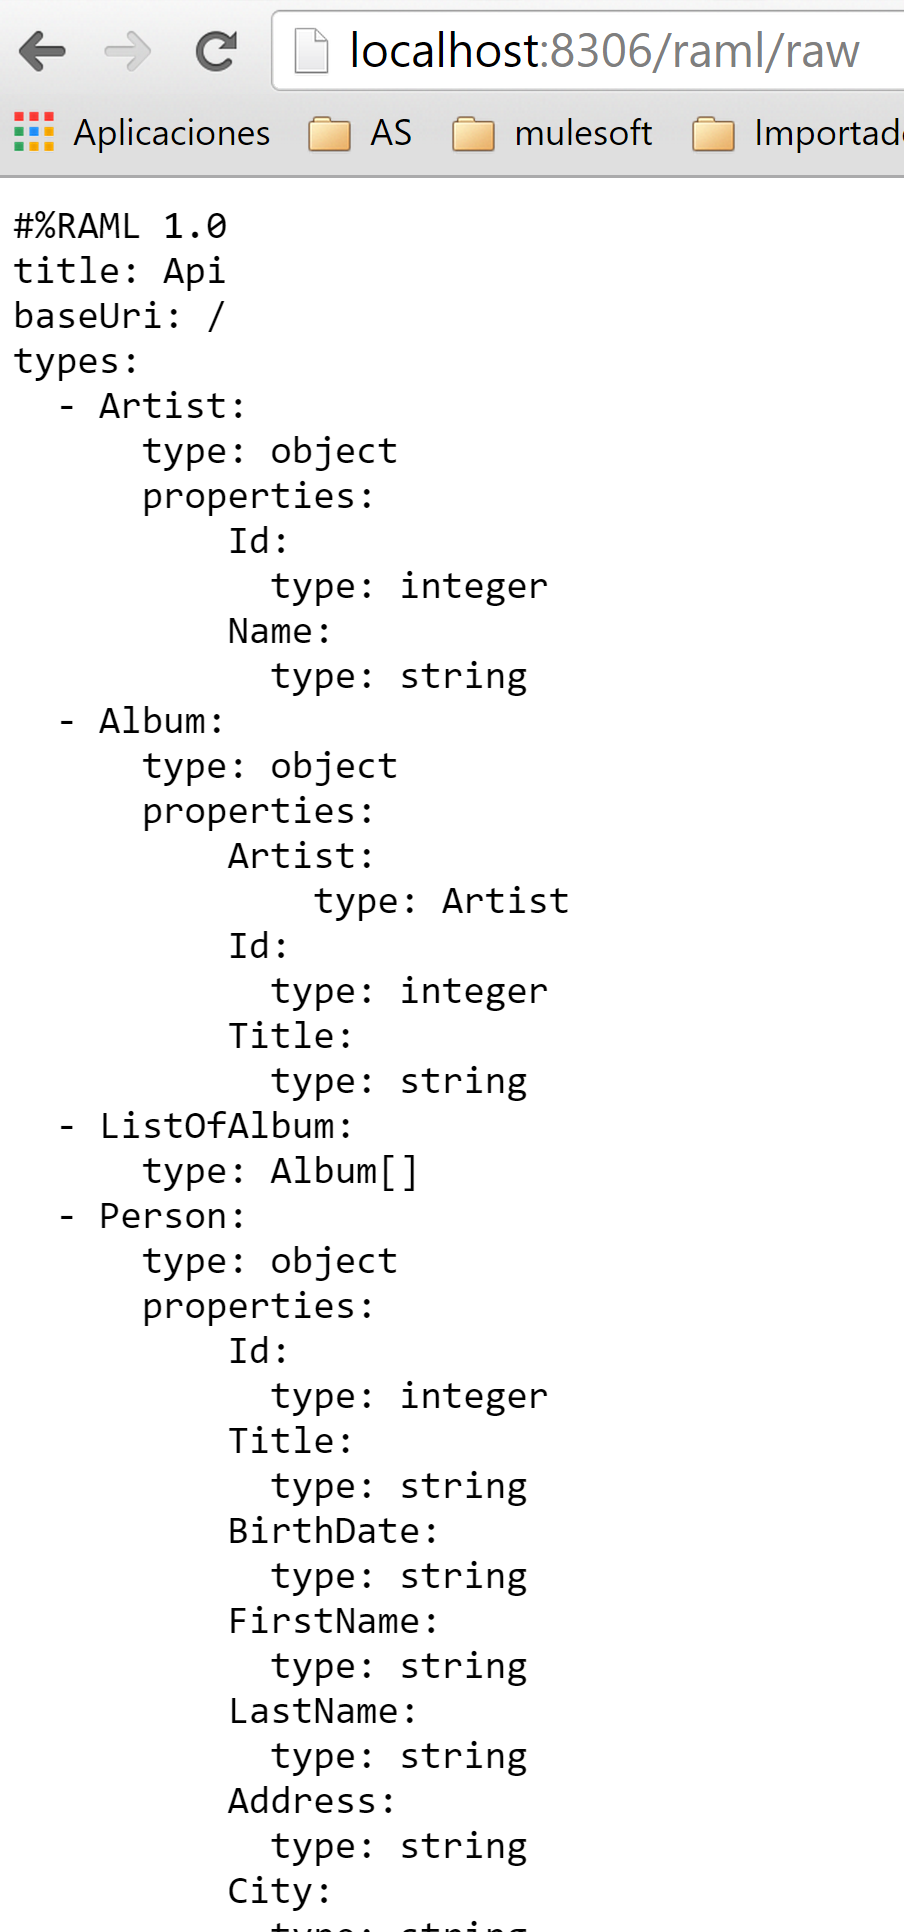 localhost:8306/raml/raw
Aplicaciones AS mulesoft Importad
#%RAML 1.0
title: Api
baseUri: /
types:
  - Artist:
      type: object
      properties:
          Id:
            type: integer
          Name:
            type: string
  - Album:
      type: object
      properties:
          Artist:
              type: Artist
          Id:
            type: integer
          Title:
            type: string
  - ListOfAlbum:
      type: Album[]
  - Person:
      type: object
      properties:
          Id:
            type: integer
          Title:
            type: string
          BirthDate:
            type: string
          FirstName:
            type: string
          LastName:
            type: string
          Address:
            type: string
          City:
            type: string